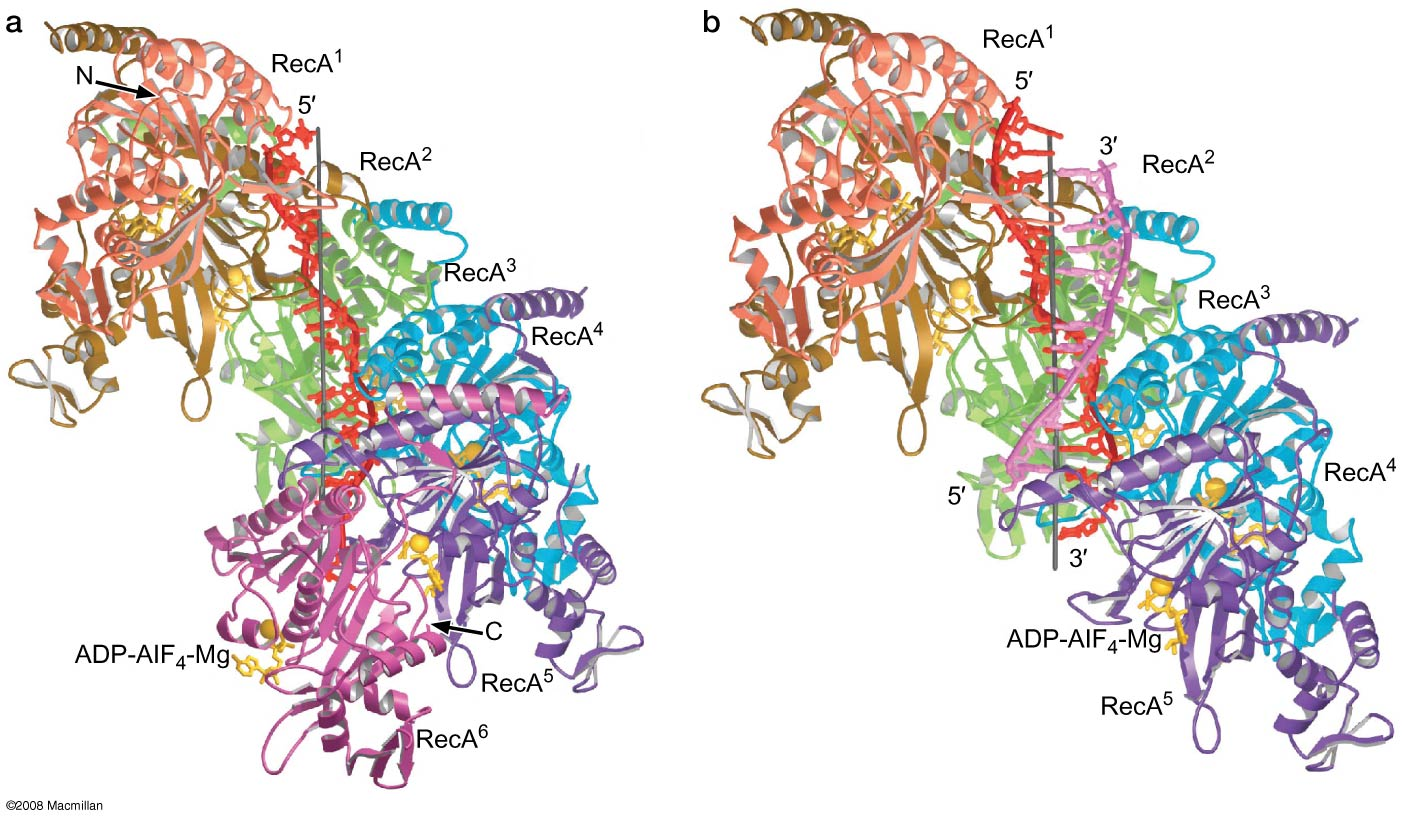 a
RecA1
N
5′
RecA2
RecA3
RecA4
C
ADP-AlF4-Mg
RecA5
RecA6
b
RecA1
5′
3′
RecA2
RecA3
RecA4
5′
3′
ADP-AlF4-Mg
RecA5
©2008 Macmillan